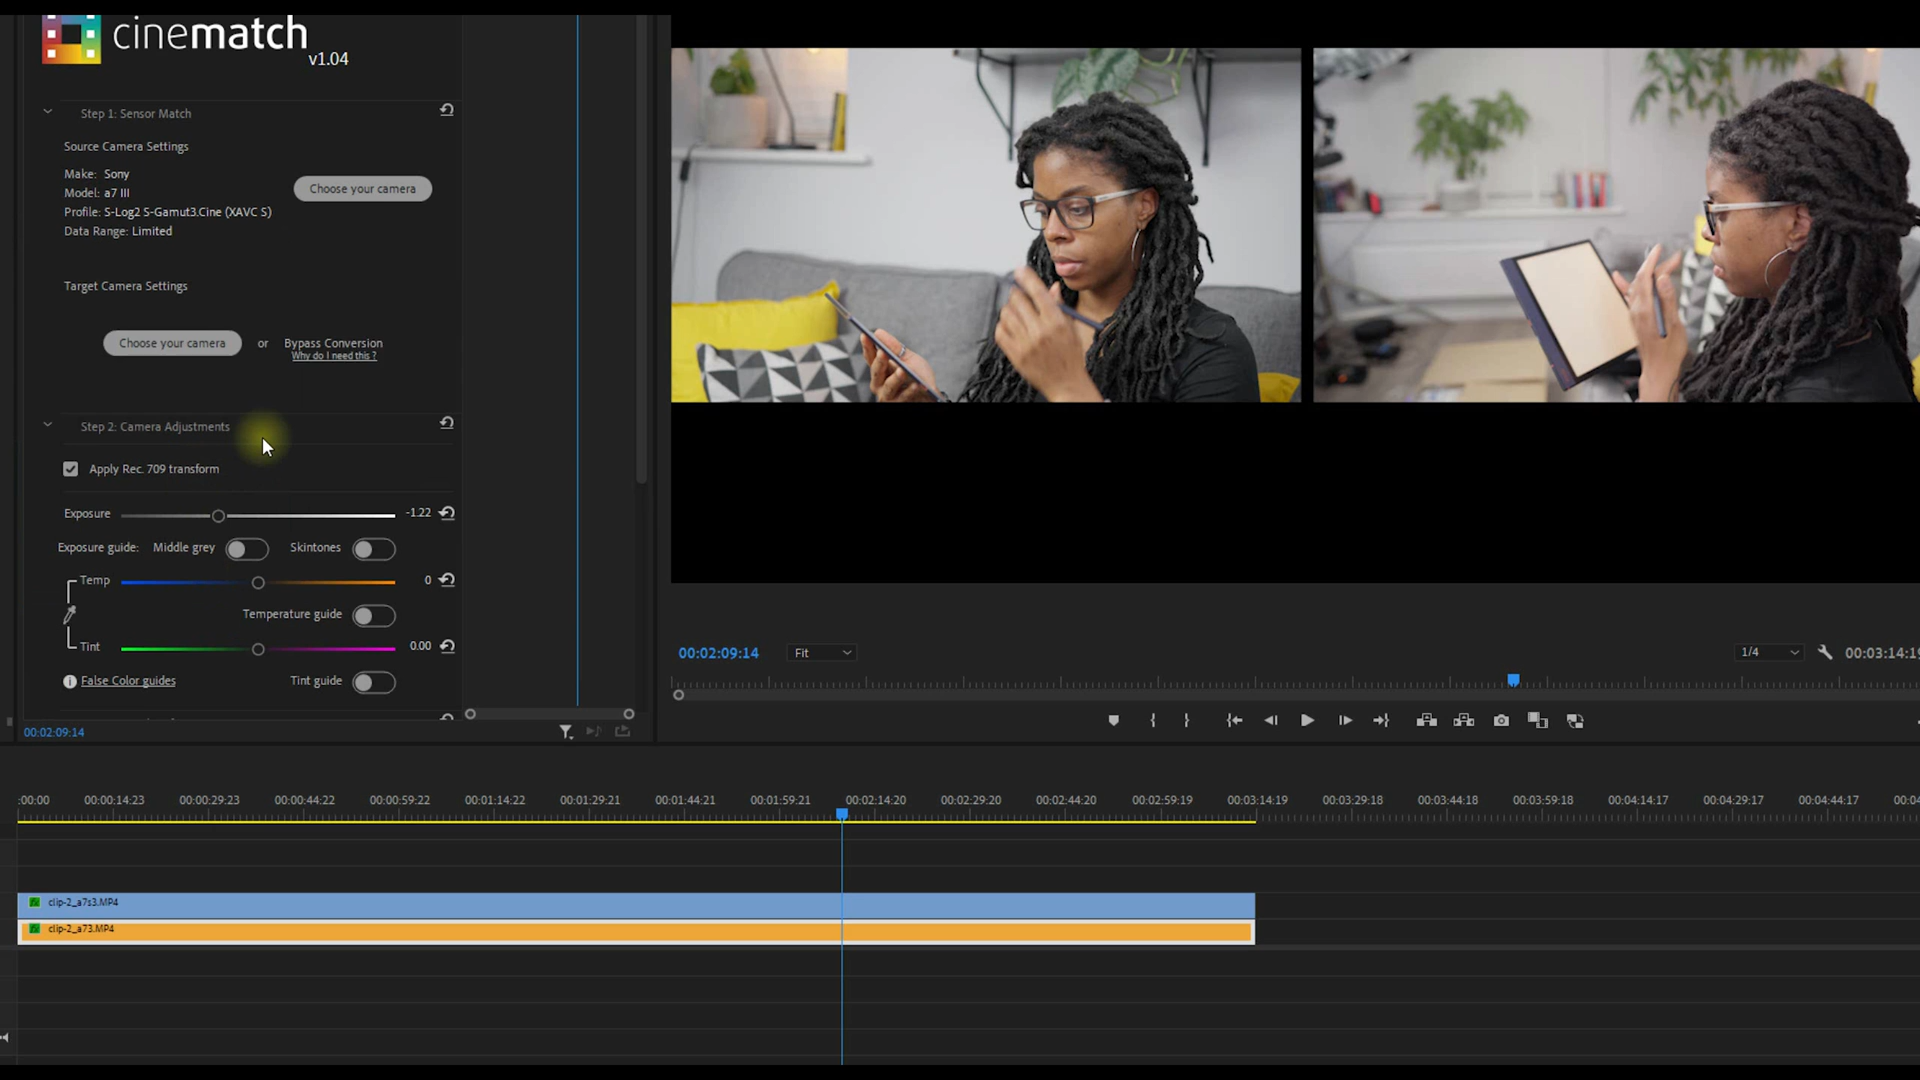 cinematch
v1.04
Step 1: Sensor Match
Source Camera Settings
Make: Sony
Model: a7 III
Profile: S-Log2 S-Gamut3.Cine (XAVC S)
Data Range: Limited
Choose your camera
Target Camera Settings
Choose your camera or Bypass Conversion
Why do I need this ?
Step 2: Camera Adjustments
Apply Rec. 709 transform
Exposure -1.22
Exposure guide: Middle grey Skintones
Temp 0
Temperature guide
Tint 0.00
False Color guides Tint guide
00:02:09:14
00:02:09:14 Fit 1/4 00:03:14:19
:00:00 00:00:14:23 00:00:29:23 00:00:44:22 00:00:59:22 00:01:14:22 00:01:29:21 00:01:44:21 00:01:59:21 00:02:14:20 00:02:29:20 00:02:44:20 00:02:59:19 00:03:14:19 00:03:29:18 00:03:44:18 00:03:59:18 00:04:14:17 00:04:29:17 00:04:44:17 00:04
clip-2_a7s3.MP4
clip-2_a73.MP4